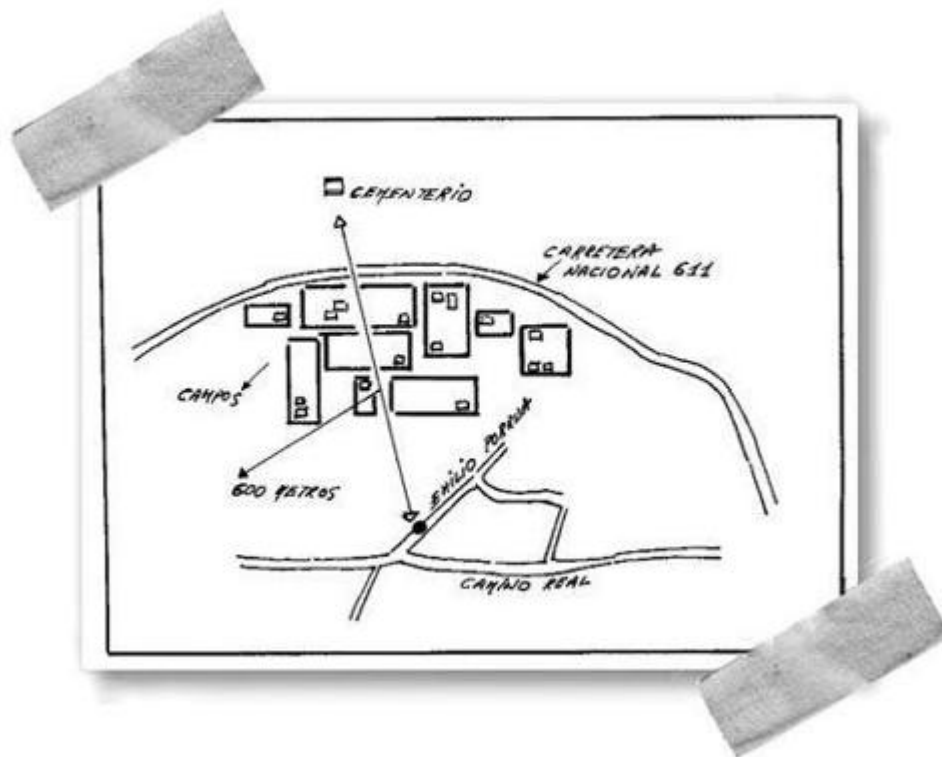 CEMENTERIO
CARRETERA
NACIONAL 611
CAMPOS
EMILIO PORRUA
600 METROS
CAMINO REAL